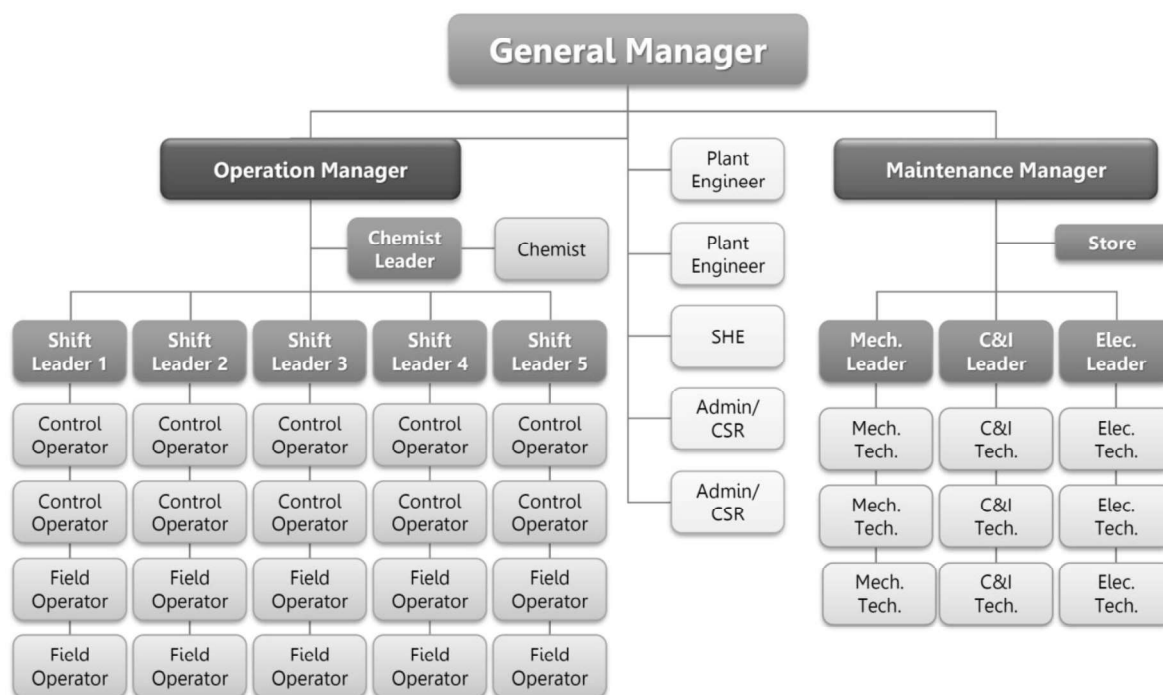 General Manager
Operation Manager
Plant
Engineer
Maintenance Manager
Chemist
Leader
Chemist
Plant
Engineer
Store
Shift
Leader 1
Shift
Leader 2
Shift
Leader 3
Shift
Leader 4
Shift
Leader 5
SHE
Mech.
Leader
C&I
Leader
Elec.
Leader
Control
Operator
Control
Operator
Control
Operator
Control
Operator
Control
Operator
Admin/
CSR
Mech.
Tech.
C&I
Tech.
Elec.
Tech.
Control
Operator
Control
Operator
Control
Operator
Control
Operator
Control
Operator
Admin/
CSR
Mech.
Tech.
C&I
Tech.
Elec.
Tech.
Field
Operator
Field
Operator
Field
Operator
Field
Operator
Field
Operator
Mech.
Tech.
C&I
Tech.
Elec.
Tech.
Field
Operator
Field
Operator
Field
Operator
Field
Operator
Field
Operator